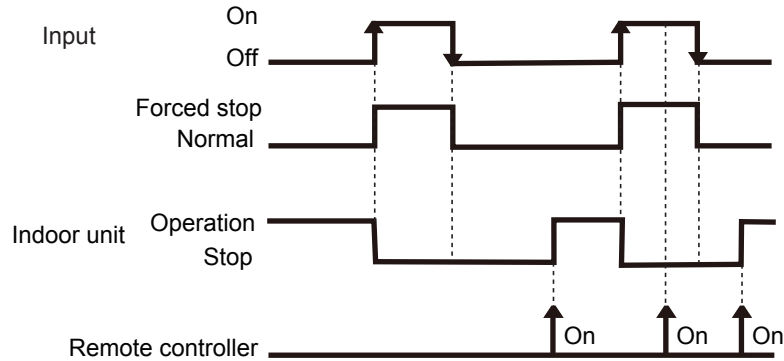 On
Input
Off
Forced stop
Normal
Operation
Indoor unit
Stop
On On On
Remote controller